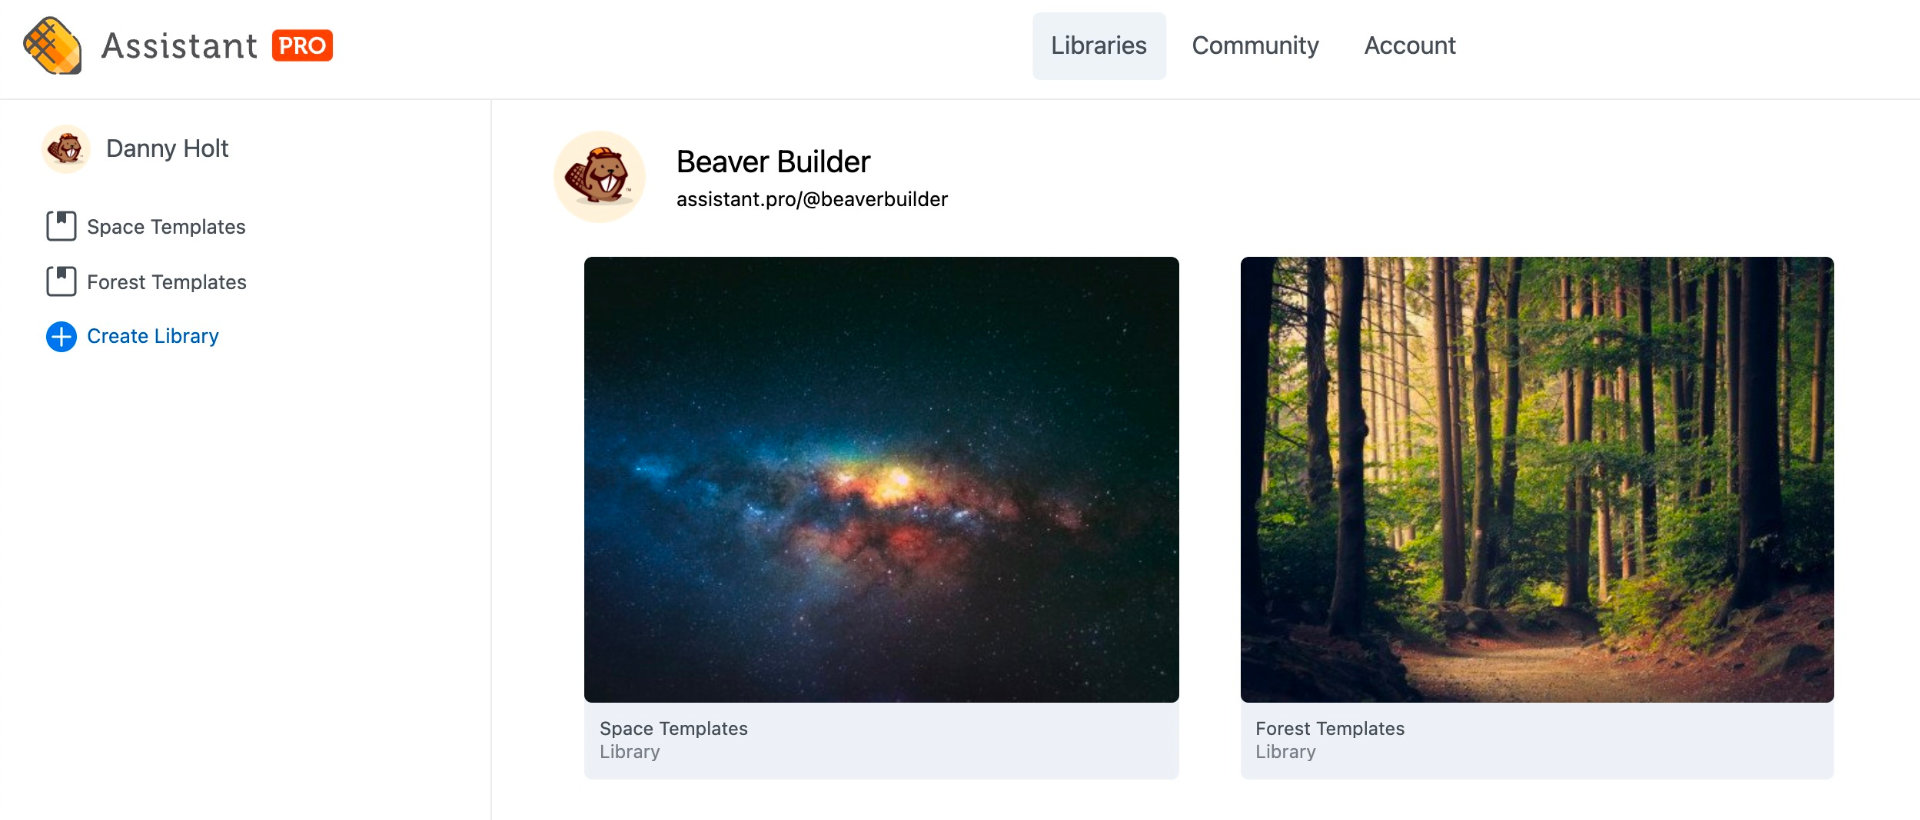 Assistant PRO
Libraries
Community
Account
Danny Holt
Space Templates
Forest Templates
Create Library
Beaver Builder
assistant.pro/@beaverbuilder
Space Templates
Library
Forest Templates
Library